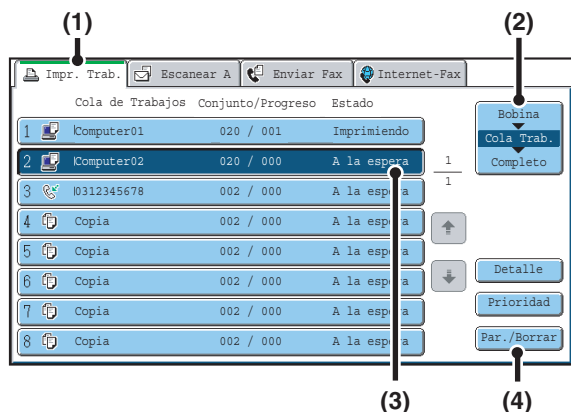 (1) (2)
Impr. Trab. Escanear A Enviar Fax Internet-Fax
Cola de Trabajos Conjunto/Progreso Estado
Bobina
Cola Trab.
Completo
1 Computer01 020 / 001 Imprimiendo
2 Computer02 020 / 000 A la espera
3 0312345678 002 / 000 A la espera
4 Copia 002 / 000 A la espera
5 Copia 002 / 000 A la espera
6 Copia 002 / 000 A la espera
7 Copia 002 / 000 A la espera
8 Copia 002 / 000 A la espera
1
1
Detalle
Prioridad
Par./Borrar
(3) (4)